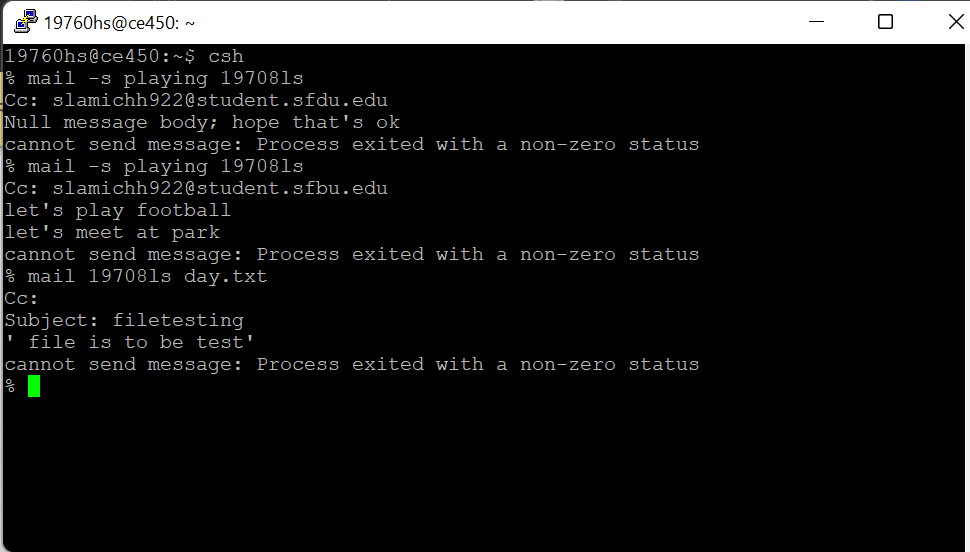 19760hs@ce450: ~
19760hs@ce450:~$ csh
% mail -s playing 19708ls
Cc: slamichh922@student.sfdu.edu
Null message body; hope that's ok
cannot send message: Process exited with a non-zero status
% mail -s playing 19708ls
Cc: slamichh922@student.sfbu.edu
let's play football
let's meet at park
cannot send message: Process exited with a non-zero status
% mail 19708ls day.txt
Cc:
Subject: filetesting
' file is to be test'
cannot send message: Process exited with a non-zero status
%